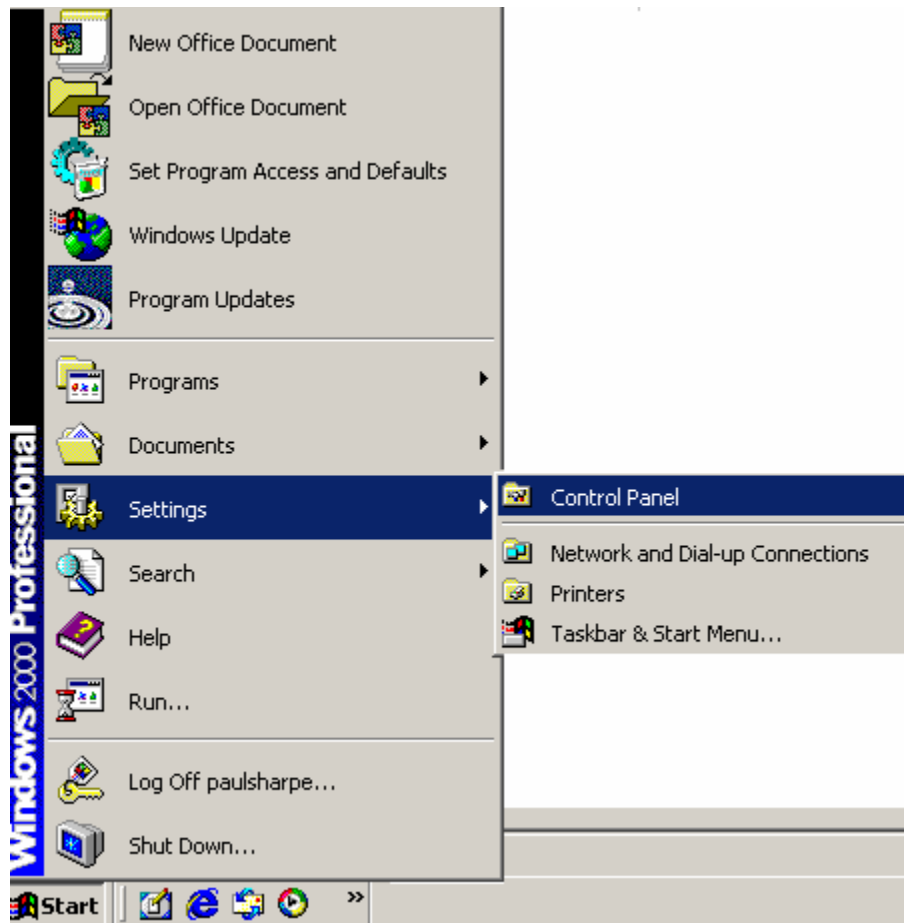 New Office Document
Open Office Document
Set Program Access and Defaults
Windows Update
Program Updates
Programs
Documents
Settings
Control Panel
Network and Dial-up Connections
Printers
Taskbar & Start Menu...
Search
Help
Run...
Log Off paulsharpe...
Shut Down...
Windows 2000 Professional
Start
»